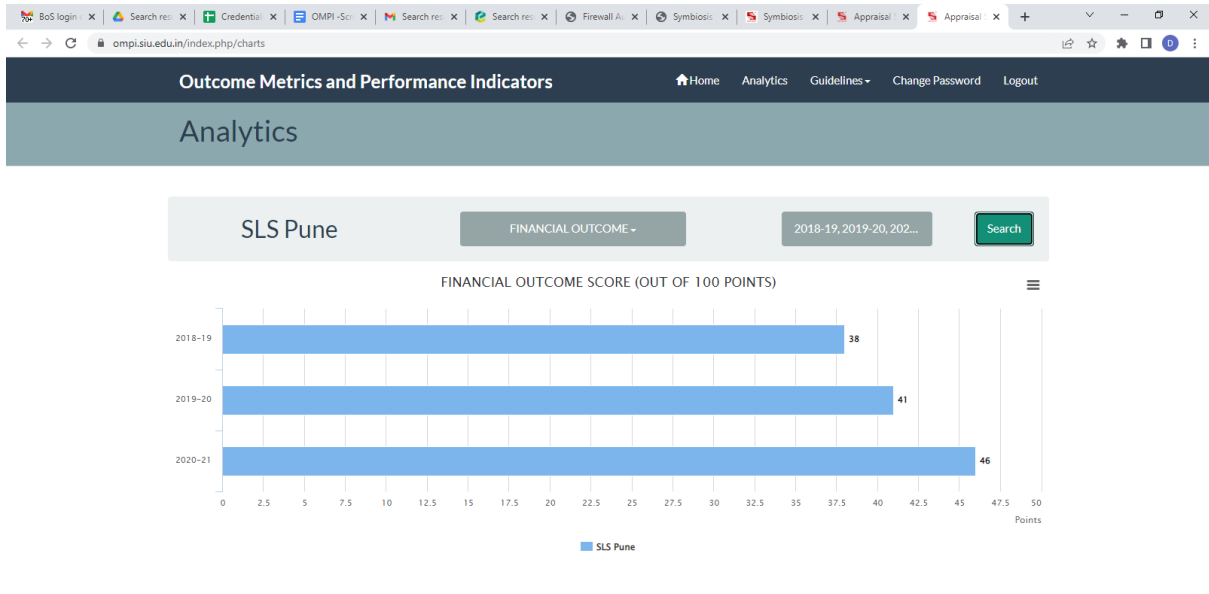 BoS login
Search res
Credential
OMPI -Scr
Search res
Search res
Firewall Au
Symbiosis
Symbiosis
Appraisal S
Appraisal S
ompi.siu.edu.in/index.php/charts
D
Outcome Metrics and Performance Indicators
Home Analytics Guidelines Change Password Logout
Analytics
SLS Pune
FINANCIAL OUTCOME
2018-19, 2019-20, 202...
Search
FINANCIAL OUTCOME SCORE (OUT OF 100 POINTS)
2018-19
38
2019-20
41
2020-21
46
0 2.5 5 7.5 10 12.5 15 17.5 20 22.5 25 27.5 30 32.5 35 37.5 40 42.5 45 47.5 50
Points
SLS Pune